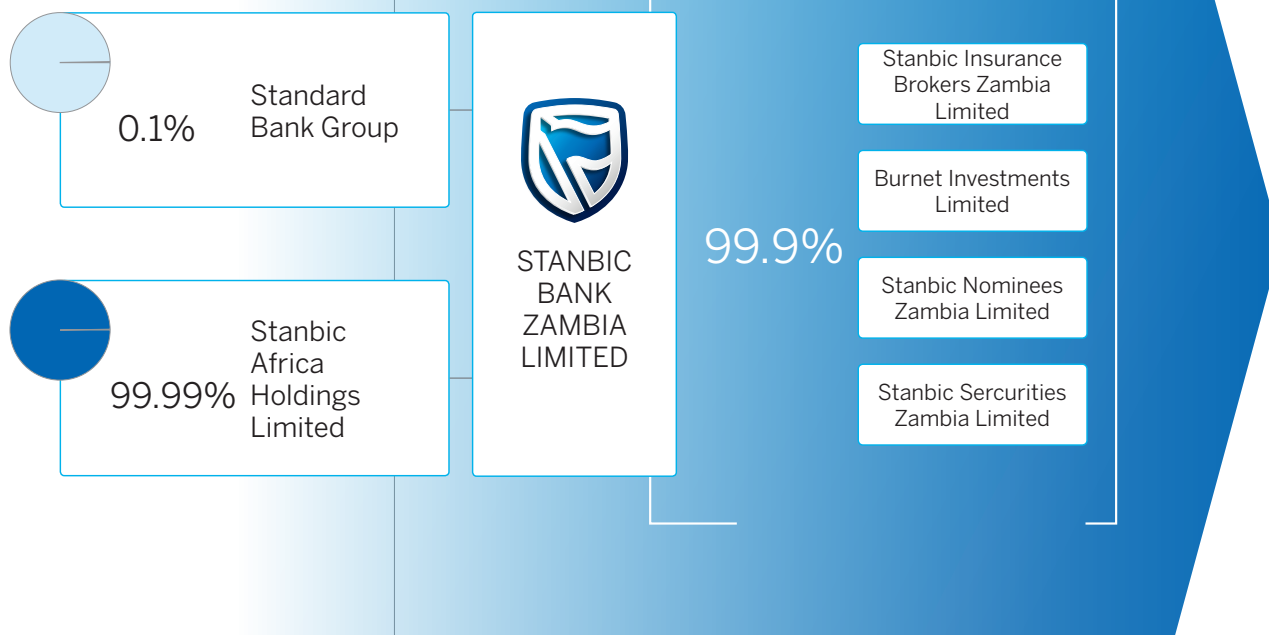 0.1%
Standard
Bank Group
99.99%
Stanbic
Africa
Holdings
Limited
STANBIC
BANK
ZAMBIA
LIMITED
99.9%
Stanbic Insurance
Brokers Zambia
Limited
Burnet Investments
Limited
Stanbic Nominees
Zambia Limited
Stanbic Sercurities
Zambia Limited